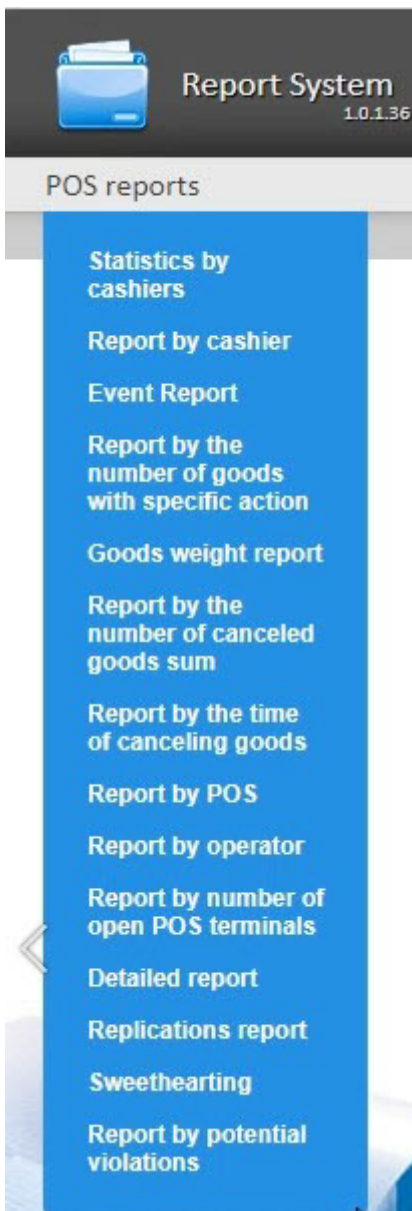 Report System
1.0.1.36
POS reports
Statistics by
cashiers
Report by cashier
Event Report
Report by the
number of goods
with specific action
Goods weight report
Report by the
number of canceled
goods sum
Report by the time
of canceling goods
Report by POS
Report by operator
Report by number of
open POS terminals
Detailed report
Replications report
Sweethearting
Report by potential
violations